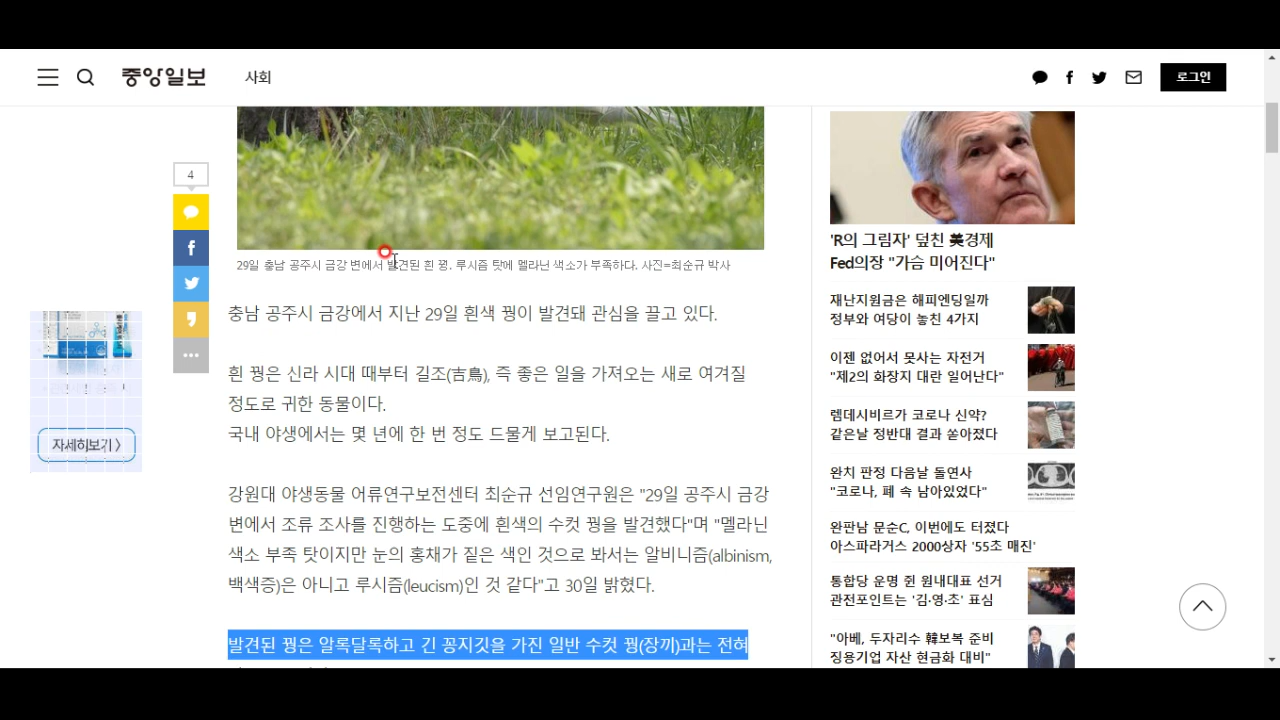 중앙일보
사회
로그인
4
29일 충남 공주시 금강 변에서 발견된 흰 꿩. 루시즘 탓에 멜라닌 색소가 부족하다. 사진=최순규 박사
충남 공주시 금강에서 지난 29일 흰색 꿩이 발견돼 관심을 끌고 있다.
흰 꿩은 신라 시대 때부터 길조(吉鳥), 즉 좋은 일을 가져오는 새로 여겨질
정도로 귀한 동물이다.
국내 야생에서는 몇 년에 한 번 정도 드물게 보고된다.
강원대 야생동물 어류연구보전센터 최순규 선임연구원은 "29일 공주시 금강
변에서 조류 조사를 진행하는 도중에 흰색의 수컷 꿩을 발견했다"며 "멜라닌
색소 부족 탓이지만 눈의 홍채가 짙은 색인 것으로 봐서는 알비니즘(albinism,
백색증)은 아니고 루시즘(leucism)인 것 같다"고 30일 밝혔다.
발견된 꿩은 알록달록하고 긴 꽁지깃을 가진 일반 수컷 꿩(장끼)과는 전혀
자세히보기 〉
'R의 그림자' 덮친 美경제
Fed의장 "가슴 미어진다"
재난지원금은 해피엔딩일까
정부와 여당이 놓친 4가지
이젠 없어서 못사는 자전거
"제2의 화장지 대란 일어난다"
렘데시비르가 코로나 신약?
같은날 정반대 결과 쏟아졌다
완치 판정 다음날 돌연사
"코로나, 폐 속 남아있었다"
완판남 문순C, 이번에도 터졌다
아스파라거스 2000상자 '55초 매진'
통합당 운명 쥔 원내대표 선거
관전포인트는 '김·영·초' 표심
"아베, 두자리수 韓보복 준비
징용기업 자산 현금화 대비"